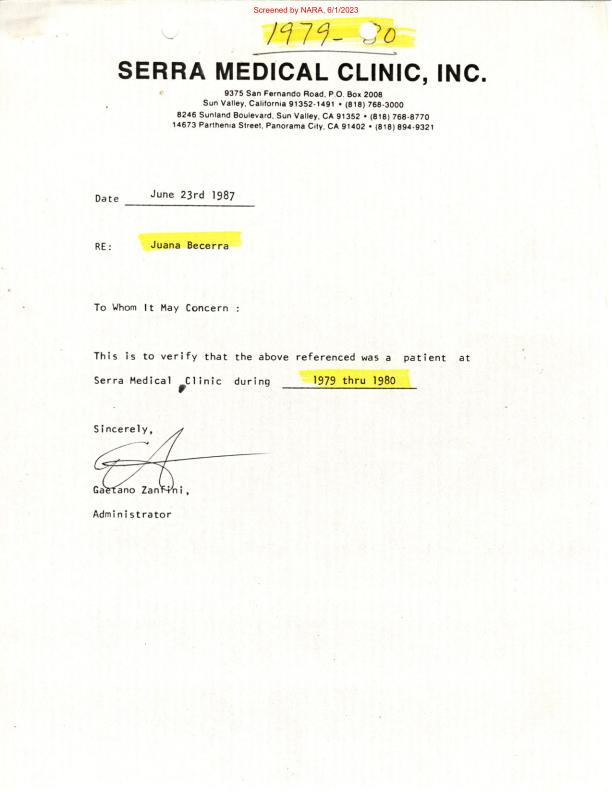 Screened by NARA, 6/1/2023
1979-80
SERRA MEDICAL CLINIC, INC.
9375 San Fernando Road, P.O. Box 2008
Sun Valley, California 91352-1491 • (818) 768-3000
8246 Sunland Boulevard, Sun Valley, CA 91352 • (818) 768-8770
14673 Parthenia Street, Panorama City, CA 91402 • (818) 894-9321
Date June 23rd 1987
RE: Juana Becerra
To Whom It May Concern :
This is to verify that the above referenced was a patient at
Serra Medical Clinic during 1979 thru 1980
Sincerely,
Gaetano Zanfini,
Administrator